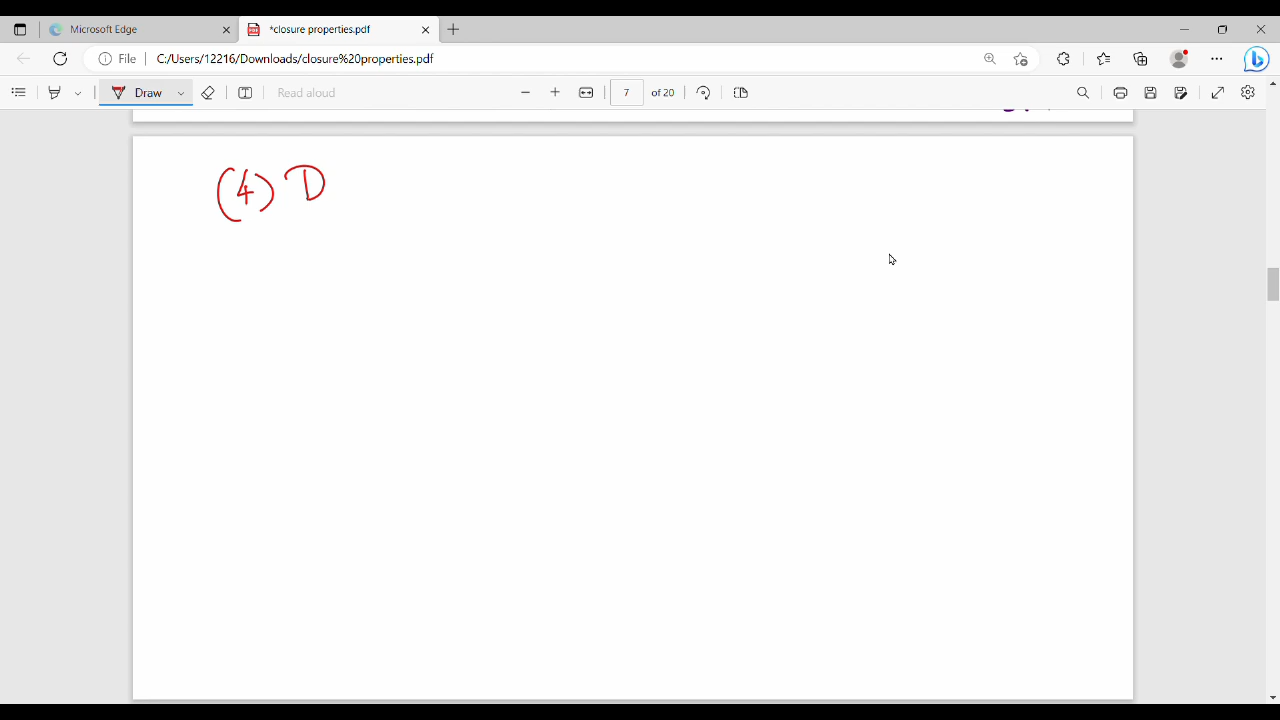 Microsoft Edge
*closure properties.pdf
File
C:/Users/12216/Downloads/closure%20properties.pdf
Draw
Read aloud
7 of 20
(4) D